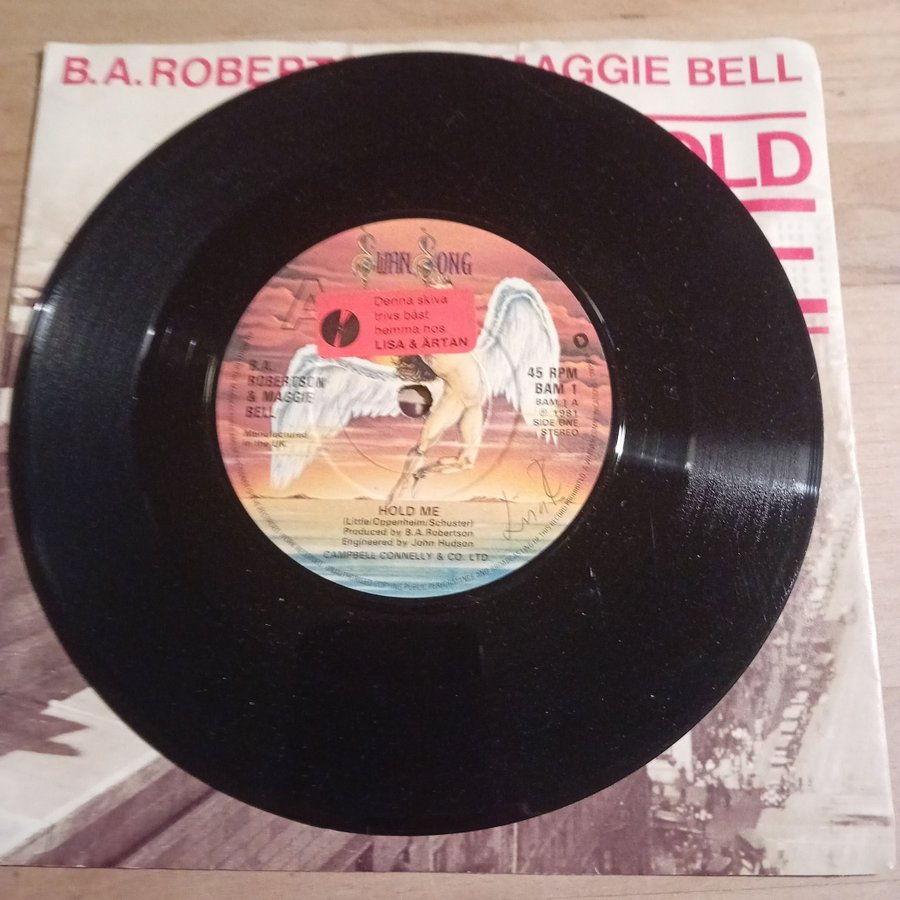 B.A. ROBERT
MAGGIE BELL
OLD
SWAN SONG
A
Denna skiva
trivs bäst
hemma hos
LISA & ÄRTAN
B.A.
ROBERTSON
& MAGGIE
BELL
Manufactured
in the UK
45 RPM
BAM 1
BAM 1 A
℗ 1981
SIDE ONE
STEREO
HOLD ME
(Little/Oppenheim/Schuster)
Produced by B.A. Robertson
Engineered by John Hudson
CAMPBELL CONNELLY & CO. LTD.